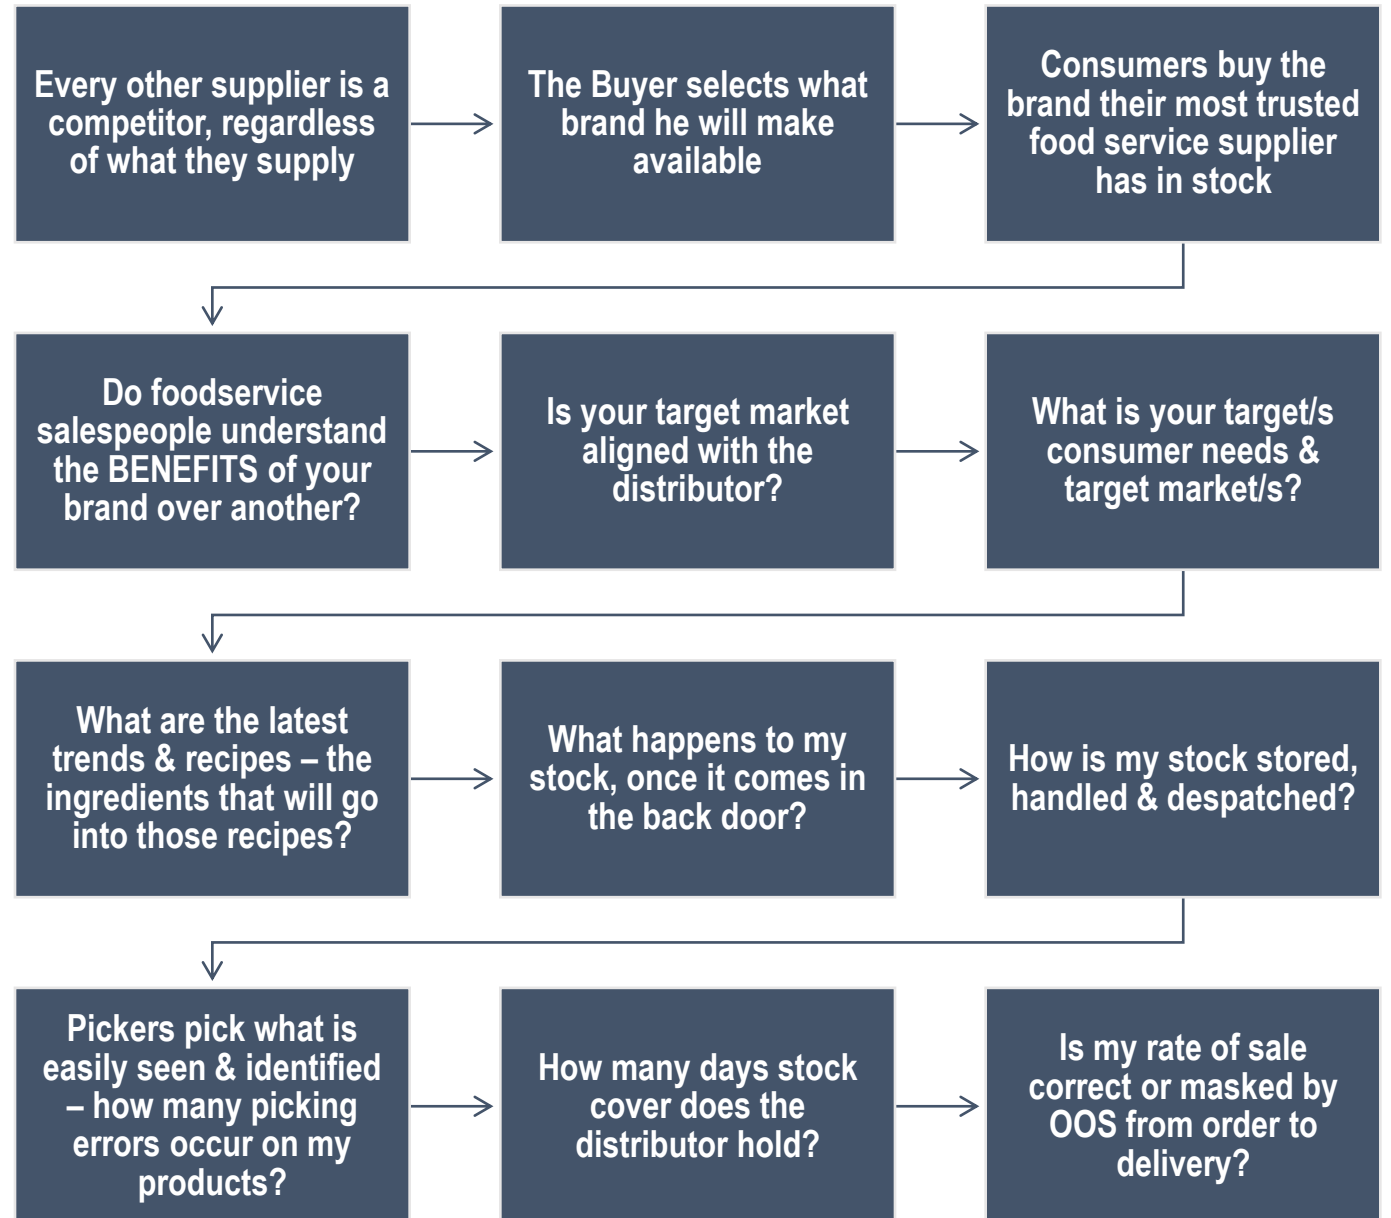 Every other supplier is a
competitor, regardless
of what they supply
The Buyer selects what
brand he will make
available
Consumers buy the
brand their most trusted
food service supplier
has in stock
Do foodservice
salespeople understand
the BENEFITS of your
brand over another?
Is your target market
aligned with the
distributor?
What is your target/s
consumer needs &
target market/s?
What are the latest
trends & recipes – the
ingredients that will go
into those recipes?
What happens to my
stock, once it comes in
the back door?
How is my stock stored,
handled & despatched?
Pickers pick what is
easily seen & identified
– how many picking
errors occur on my
products?
How many days stock
cover does the
distributor hold?
Is my rate of sale
correct or masked by
OOS from order to
delivery?